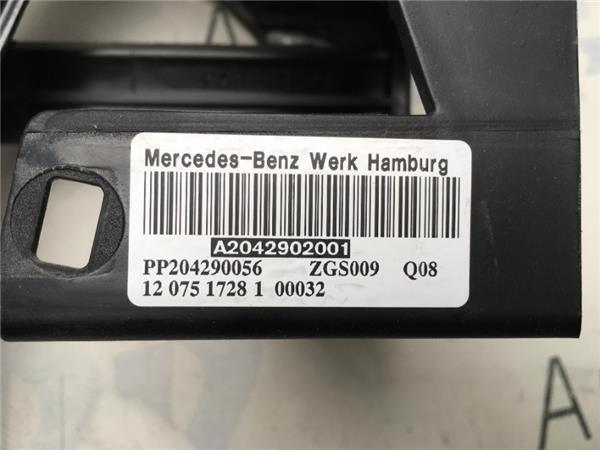 Mercedes-Benz Werk Hamburg
A2042902001
PP204290056 ZGS009 Q08
12 075 1728 1 00032
A